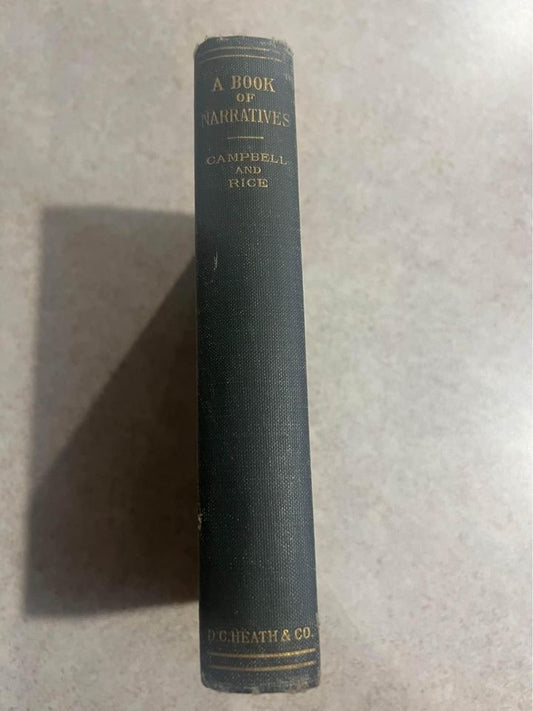 A BOOK
OF
NARRATIVES
CAMPBELL
AND
RICE
D.C. HEATH & CO.